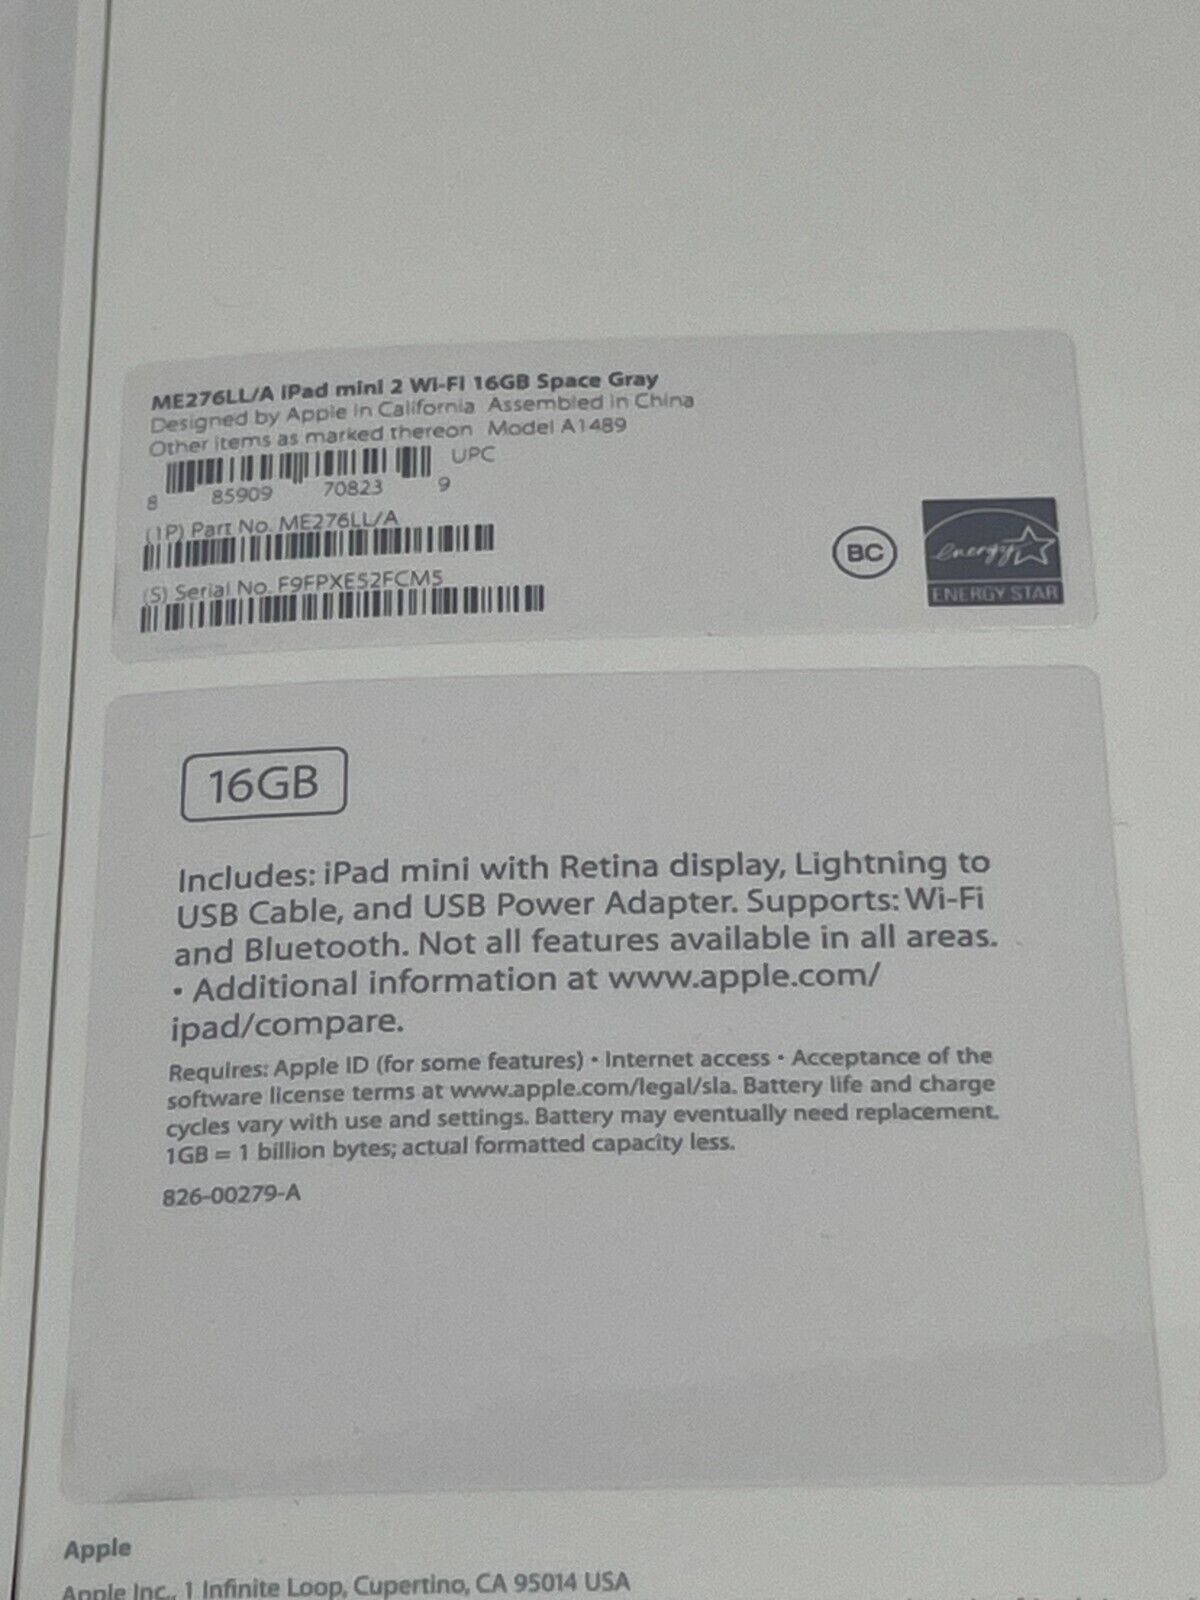 ME276LL/A iPad mini 2 Wi-Fi 16GB Space Gray
Designed by Apple in California Assembled in China
Other items as marked thereon Model A1489
UPC
8 85909 70823 9
(1P) Part No. ME276LL/A
(S) Serial No. F9FPXE52FCM5
BC
energy
ENERGY STAR
16GB
Includes: iPad mini with Retina display, Lightning to
USB Cable, and USB Power Adapter. Supports: Wi-Fi
and Bluetooth. Not all features available in all areas.
• Additional information at www.apple.com/
ipad/compare.
Requires: Apple ID (for some features) • Internet access • Acceptance of the
software license terms at www.apple.com/legal/sla. Battery life and charge
cycles vary with use and settings. Battery may eventually need replacement.
1GB = 1 billion bytes; actual formatted capacity less.
826-00279-A
Apple
Apple Inc., 1 Infinite Loop, Cupertino, CA 95014 USA